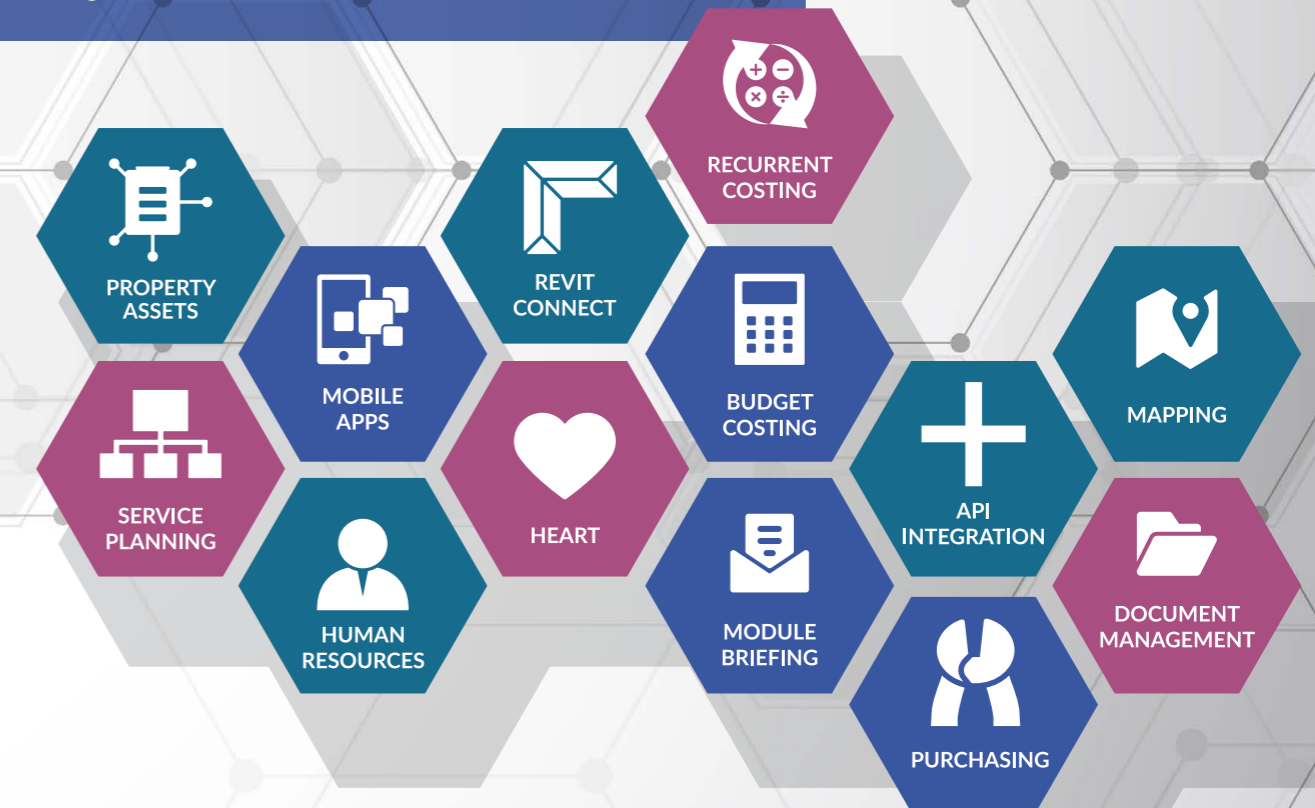 RECURRENT
COSTING
PROPERTY
ASSETS
REVIT
CONNECT
MOBILE
APPS
BUDGET
COSTING
MAPPING
SERVICE
PLANNING
HEART
API
INTEGRATION
HUMAN
RESOURCES
MODULE
BRIEFING
DOCUMENT
MANAGEMENT
PURCHASING